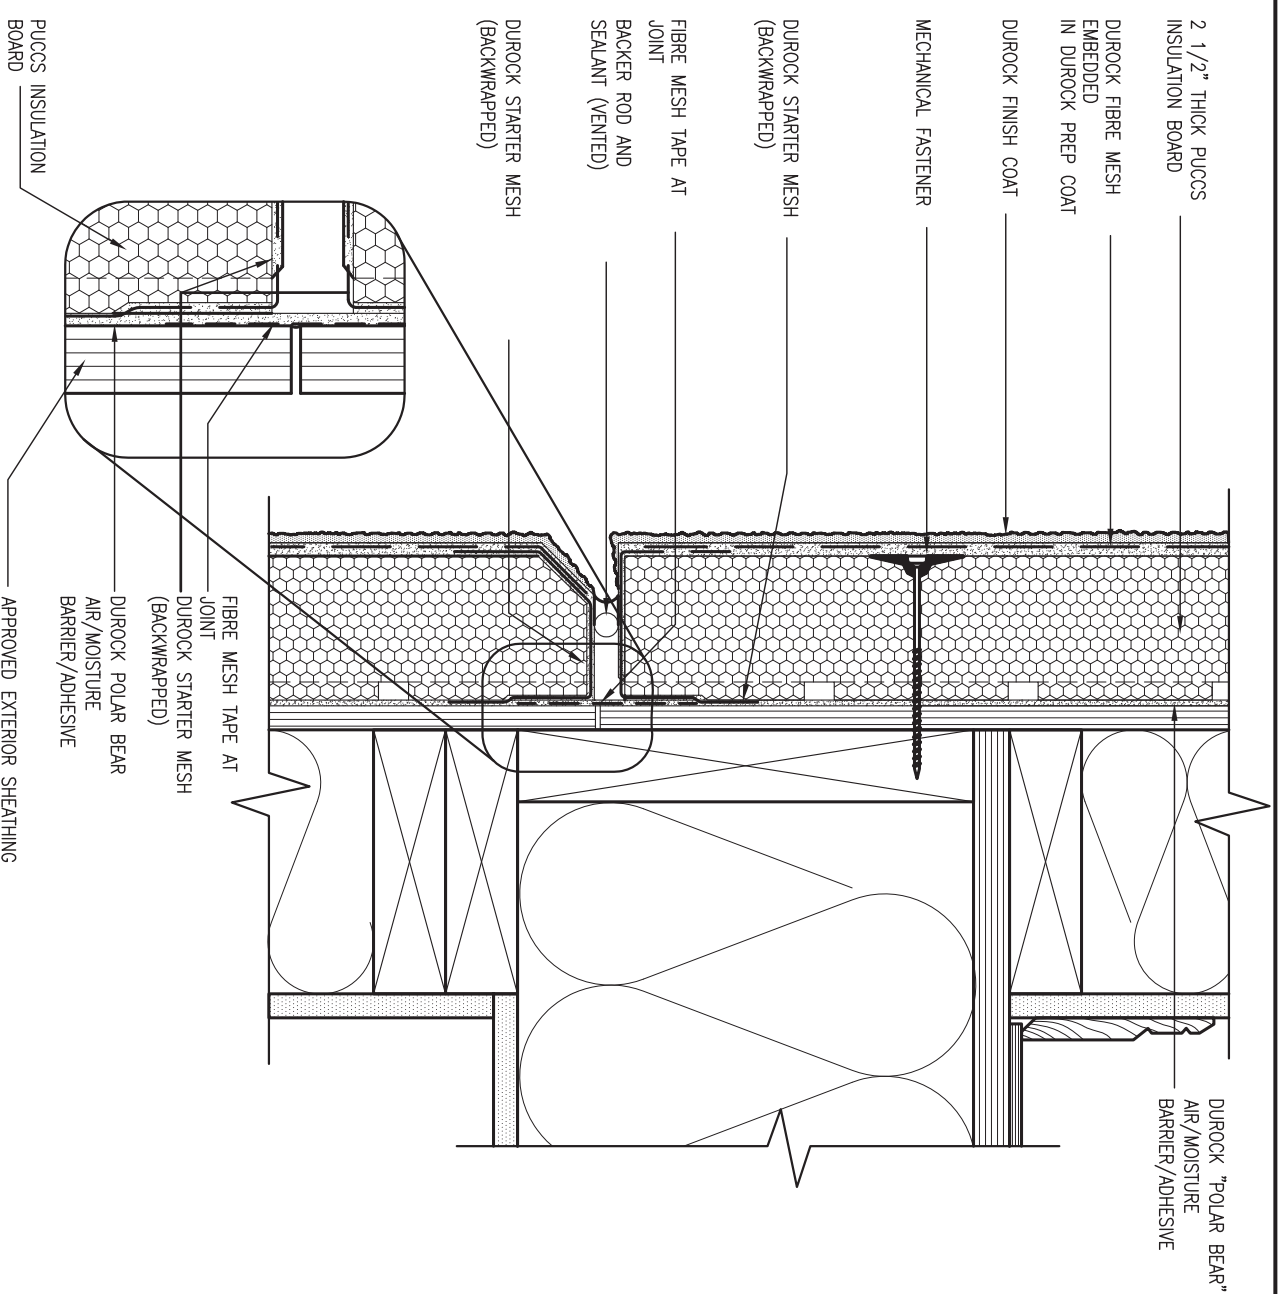 2 1/2" THICK PUCCS
INSULATION BOARD
DUROCK FIBRE MESH
EMBEDDED
IN DUROCK PREP COAT
DUROCK FINISH COAT
MECHANICAL FASTENER
DUROCK STARTER MESH
(BACKWRAPPED)
FIBRE MESH TAPE AT
JOINT
BACKER ROD AND
SEALANT (VENTED)
DUROCK STARTER MESH
(BACKWRAPPED)
PUCCS INSULATION
BOARD
DUROCK "POLAR BEAR"
AIR/MOISTURE
BARRIER/ADHESIVE
FIBRE MESH TAPE AT
JOINT
DUROCK STARTER MESH
(BACKWRAPPED)
DUROCK POLAR BEAR
AIR/MOISTURE
BARRIER/ADHESIVE
APPROVED EXTERIOR SHEATHING